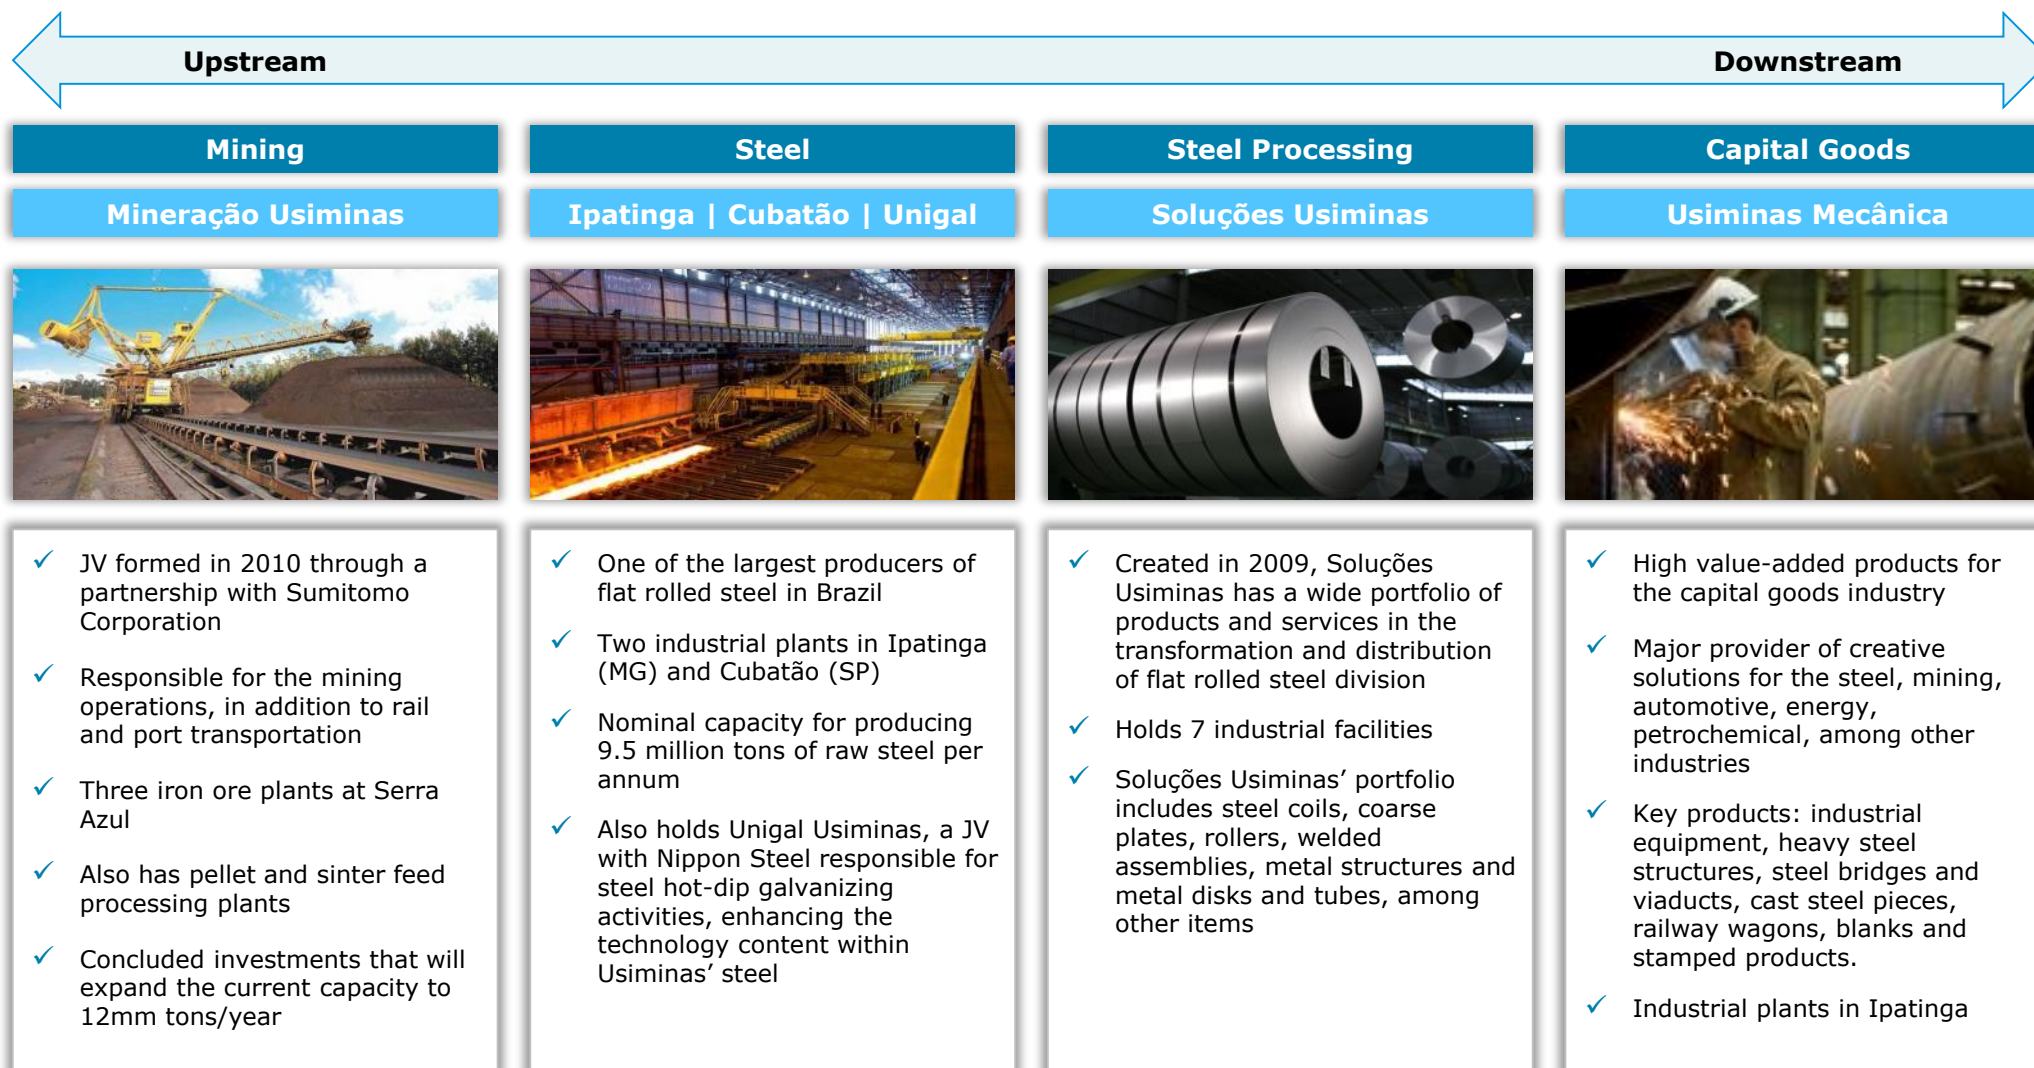 Upstream
Downstream
Mining
Mineração Usiminas
JV formed in 2010 through a
partnership with Sumitomo
Corporation
Responsible for the mining
operations, in addition to rail
and port transportation
Three iron ore plants at Serra
Azul
Also has pellet and sinter feed
processing plants
Concluded investments that will
expand the current capacity to
12mm tons/year
Steel
Ipatinga | Cubatão | Unigal
One of the largest producers of
flat rolled steel in Brazil
Two industrial plants in Ipatinga
(MG) and Cubatão (SP)
Nominal capacity for producing
9.5 million tons of raw steel per
annum
Also holds Unigal Usiminas, a JV
with Nippon Steel responsible for
steel hot-dip galvanizing
activities, enhancing the
technology content within
Usiminas’ steel
Steel Processing
Soluções Usiminas
Created in 2009, Soluções
Usiminas has a wide portfolio of
products and services in the
transformation and distribution
of flat rolled steel division
Holds 7 industrial facilities
Soluções Usiminas’ portfolio
includes steel coils, coarse
plates, rollers, welded
assemblies, metal structures and
metal disks and tubes, among
other items
Capital Goods
Usiminas Mecânica
High value-added products for
the capital goods industry
Major provider of creative
solutions for the steel, mining,
automotive, energy,
petrochemical, among other
industries
Key products: industrial
equipment, heavy steel
structures, steel bridges and
viaducts, cast steel pieces,
railway wagons, blanks and
stamped products.
Industrial plants in Ipatinga